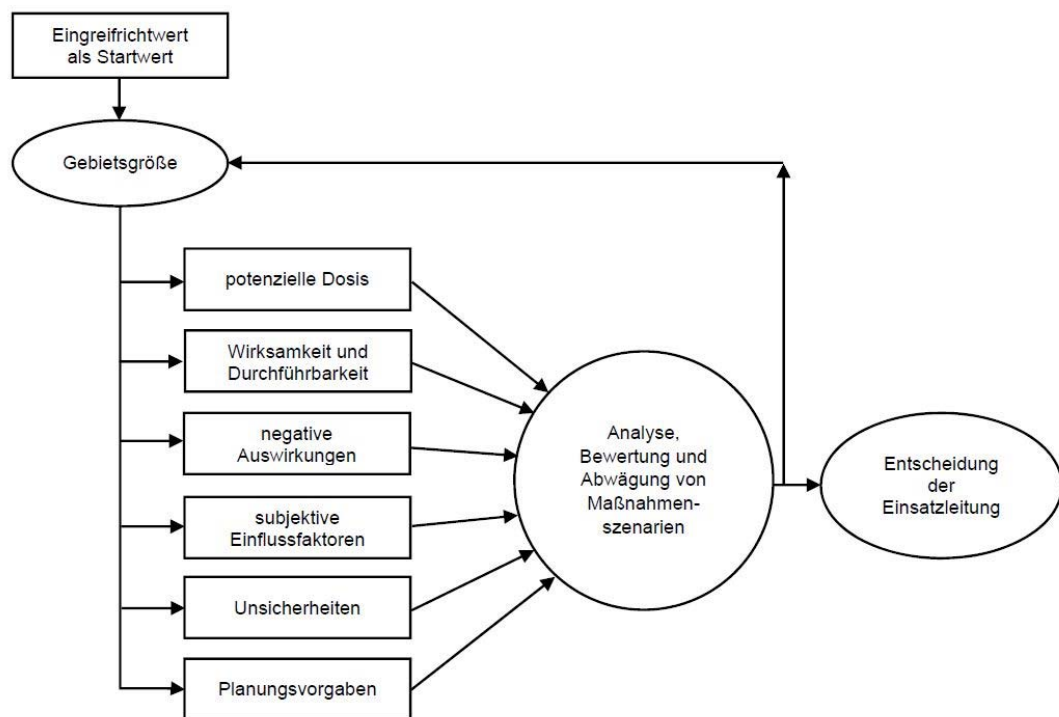 Eingreifrichtwert
als Startwert
Gebietsgröße
potenzielle Dosis
Wirksamkeit und
Durchführbarkeit
negative
Auswirkungen
subjektive
Einflussfaktoren
Unsicherheiten
Planungsvorgaben
Analyse,
Bewertung und
Abwägung von
Maßnahmen-
szenarien
Entscheidung
der
Einsatzleitung